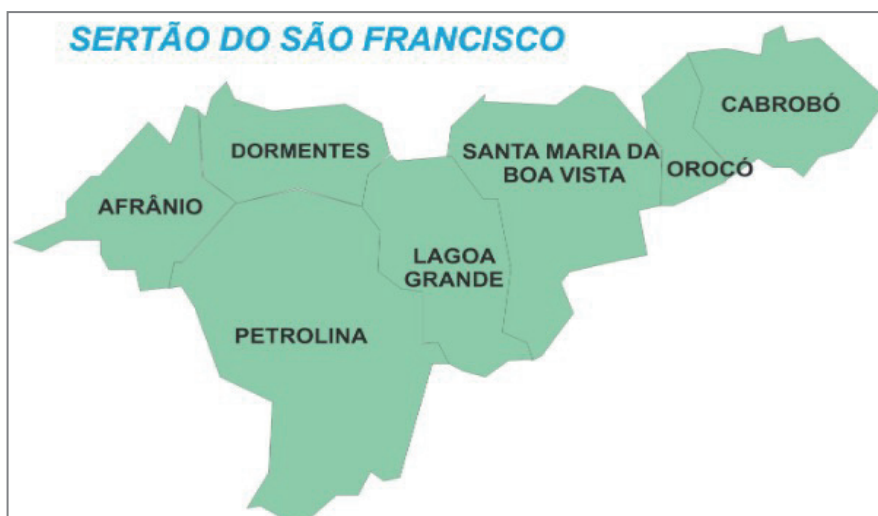 SERTÃO DO SÃO FRANCISCO
CABROBÓ
DORMENTES
SANTA MARIA DA
BOA VISTA
OROCÓ
AFRÂNIO
LAGOA
GRANDE
PETROLINA